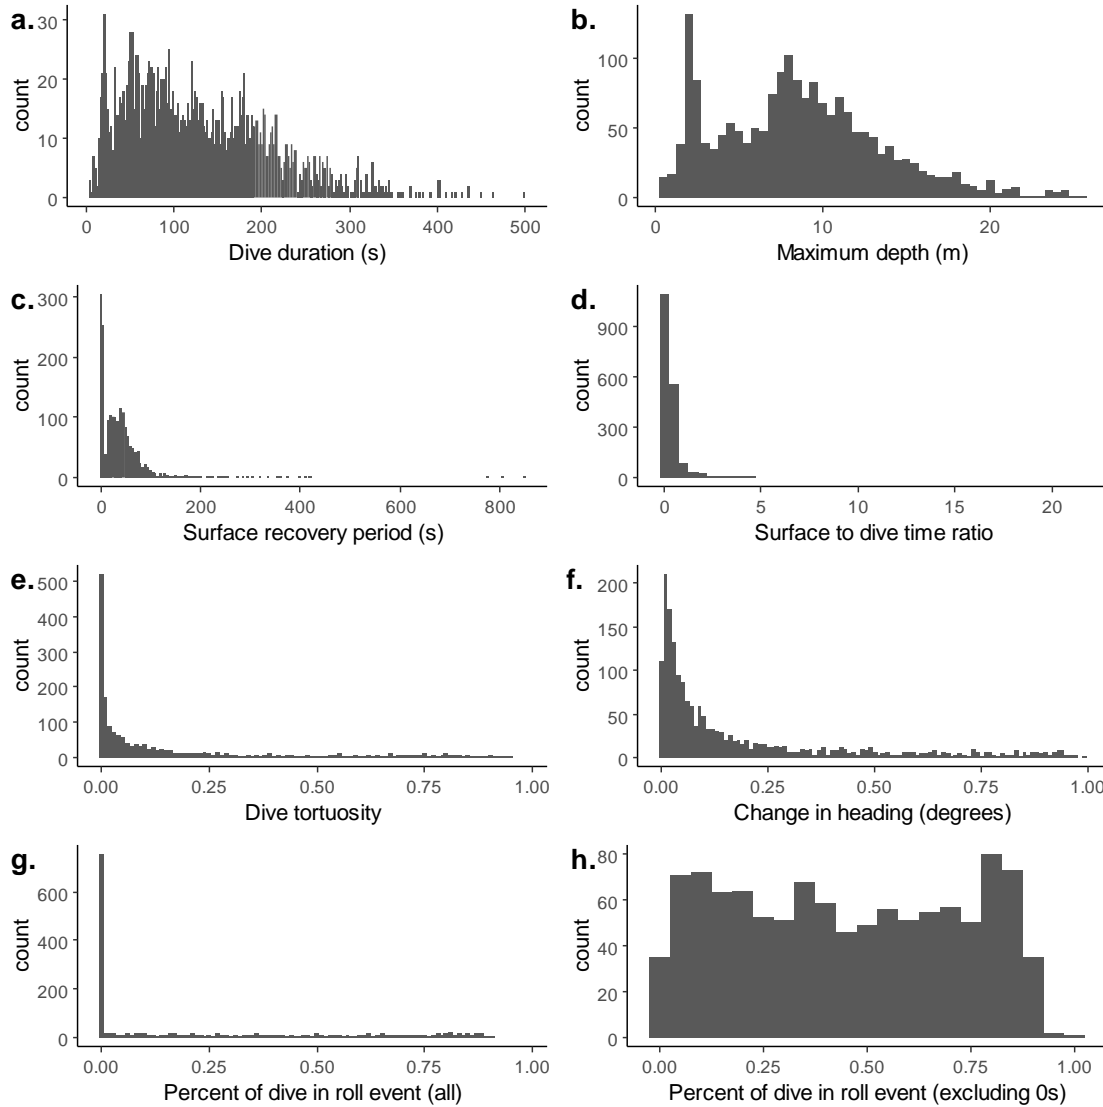 a.
count
30
20
10
0
0 100 200 300 400 500
Dive duration (s)
b.
count
100
50
0
0 10 20
Maximum depth (m)
c.
count
300
200
100
0
0 200 400 600 800
Surface recovery period (s)
d.
count
900
600
300
0
0 5 10 15 20
Surface to dive time ratio
e.
count
500
400
300
200
100
0
0.00 0.25 0.50 0.75 1.00
Dive tortuosity
f.
count
200
150
100
50
0
0.00 0.25 0.50 0.75 1.00
Change in heading (degrees)
g.
count
600
400
200
0
0.00 0.25 0.50 0.75 1.00
Percent of dive in roll event (all)
h.
count
80
60
40
20
0
0.00 0.25 0.50 0.75 1.00
Percent of dive in roll event (excluding 0s)